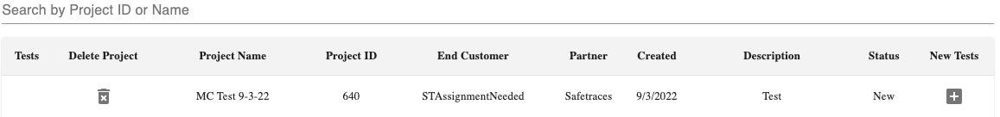 Search by Project ID or Name
Tests Delete Project Project Name Project ID End Customer Partner Created Description Status New Tests
MC Test 9-3-22 640 STAssignmentNeeded Safetraces 9/3/2022 Test New